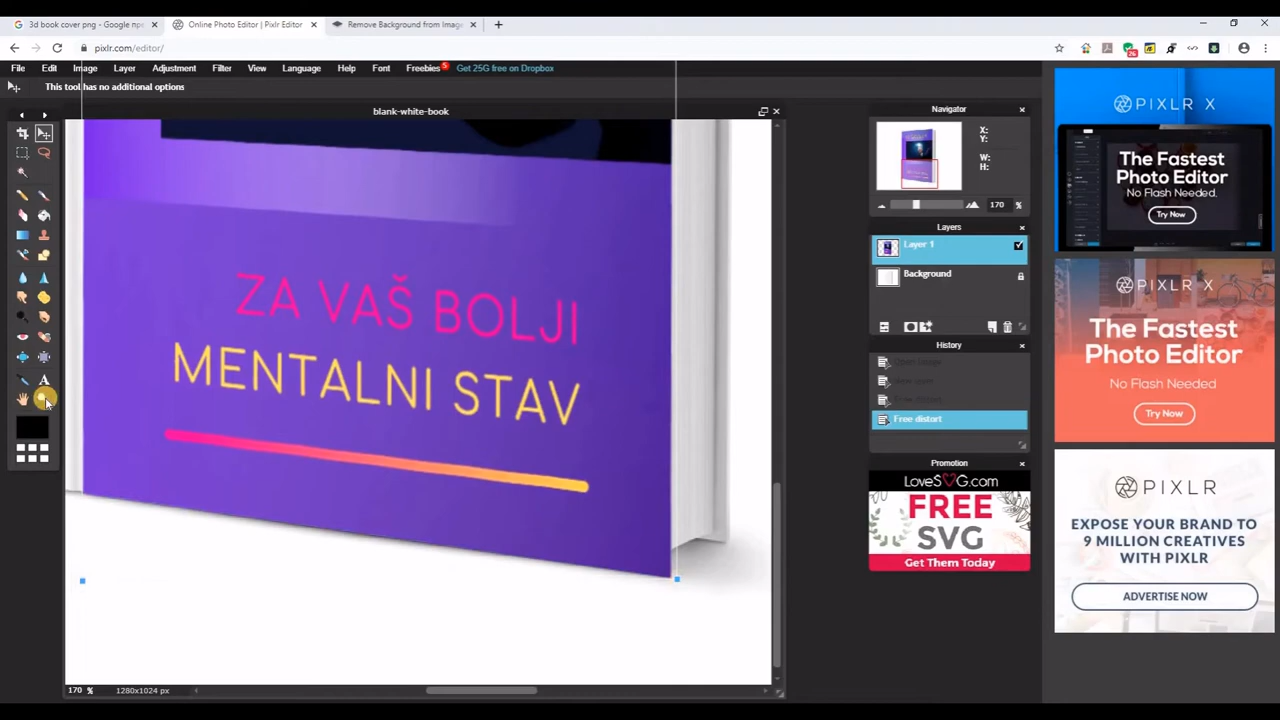 3d book cover png - Google пре
Online Photo Editor | Pixlr Editor
Remove Background from Imag
pixlr.com/editor/
File Edit Image Layer Adjustment Filter View Language Help Font Freebies 5 Get 25G free on Dropbox
This tool has no additional options
blank-white-book
ZA VAŠ BOLJI
MENTALNI STAV
170 % 1280x1024 px
Navigator
X:
Y:
W:
H:
170 %
Layers
Layer 1
Background
History
Open image
Free distort
Promotion
LoveSVG.com
FREE
SVG
Get Them Today
PIXLR X
The Fastest
Photo Editor
No Flash Needed.
Try Now
PIXLR X
The Fastest
Photo Editor
No Flash Needed
Try Now
PIXLR
EXPOSE YOUR BRAND TO
9 MILLION CREATIVES
WITH PIXLR
ADVERTISE NOW